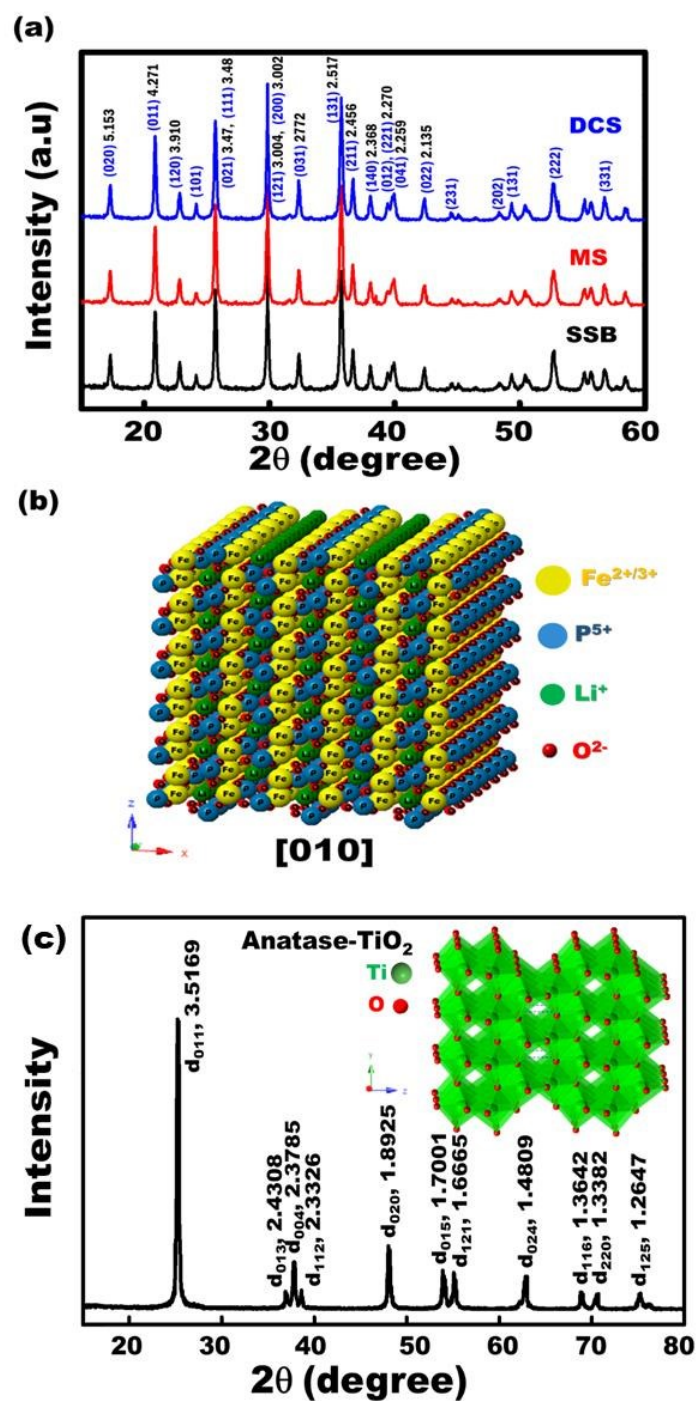 (a)
Intensity (a.u)
(020) 5.153
(011) 4.271
(120) 3.910
(101)
(021) 3.47, (111) 3.48
(121) 3.004, (200) 3.002
(031) 2772
(131) 2.517
(211) 2.456
(140) 2.368
(012), (221) 2.270
(041) 2.259
(022) 2.135
(231)
(202)
(131)
(222)
(331)
DCS
MS
SSB
20 30 40 50 60
2θ (degree)
(b)
Fe²⁺/³⁺
P⁵⁺
Li⁺
O²⁻
Z
X
[010]
(c)
Intensity
Anatase-TiO₂
Ti
O
Y
Z
d₀₁₁, 3.5169
d₀₁₃, 2.4308
d₀₀₄, 2.3785
d₁₁₂, 2.3326
d₀₂₀, 1.8925
d₀₁₅, 1.7001
d₁₂₁, 1.6665
d₀₂₄, 1.4809
d₁₁₆, 1.3642
d₂₂₀, 1.3382
d₁₂₅, 1.2647
20 30 40 50 60 70 80
2θ (degree)